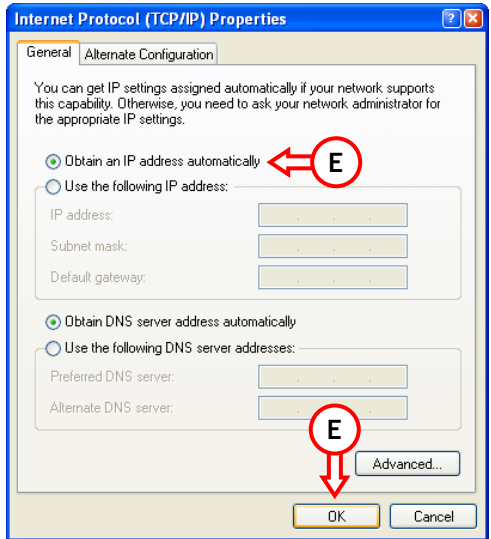 Internet Protocol (TCP/IP) Properties
General Alternate Configuration
You can get IP settings assigned automatically if your network supports
this capability. Otherwise, you need to ask your network administrator for
the appropriate IP settings.
Obtain an IP address automatically E
Use the following IP address:
IP address:
Subnet mask:
Default gateway:
Obtain DNS server address automatically
Use the following DNS server addresses:
Preferred DNS server:
Alternate DNS server:
E
Advanced...
OK Cancel